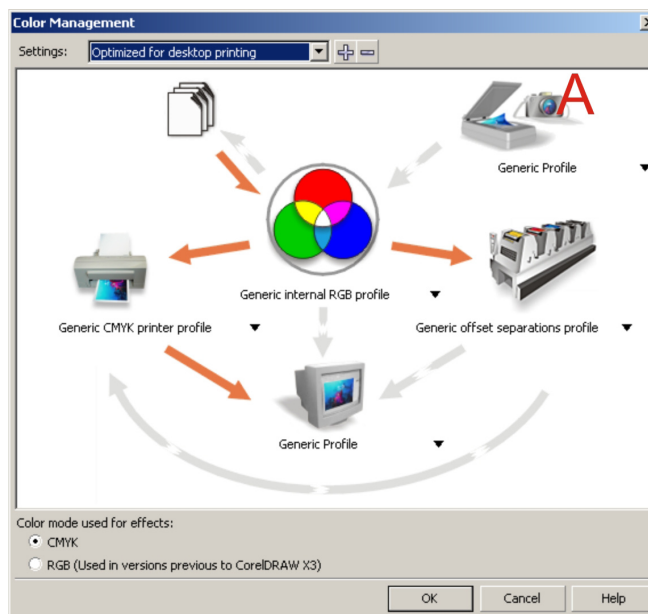 Color Management
Settings: Optimized for desktop printing
A
Generic Profile
Generic internal RGB profile
Generic CMYK printer profile
Generic offset separations profile
Generic Profile
Color mode used for effects:
CMYK
RGB (Used in versions previous to CorelDRAW X3)
OK Cancel Help